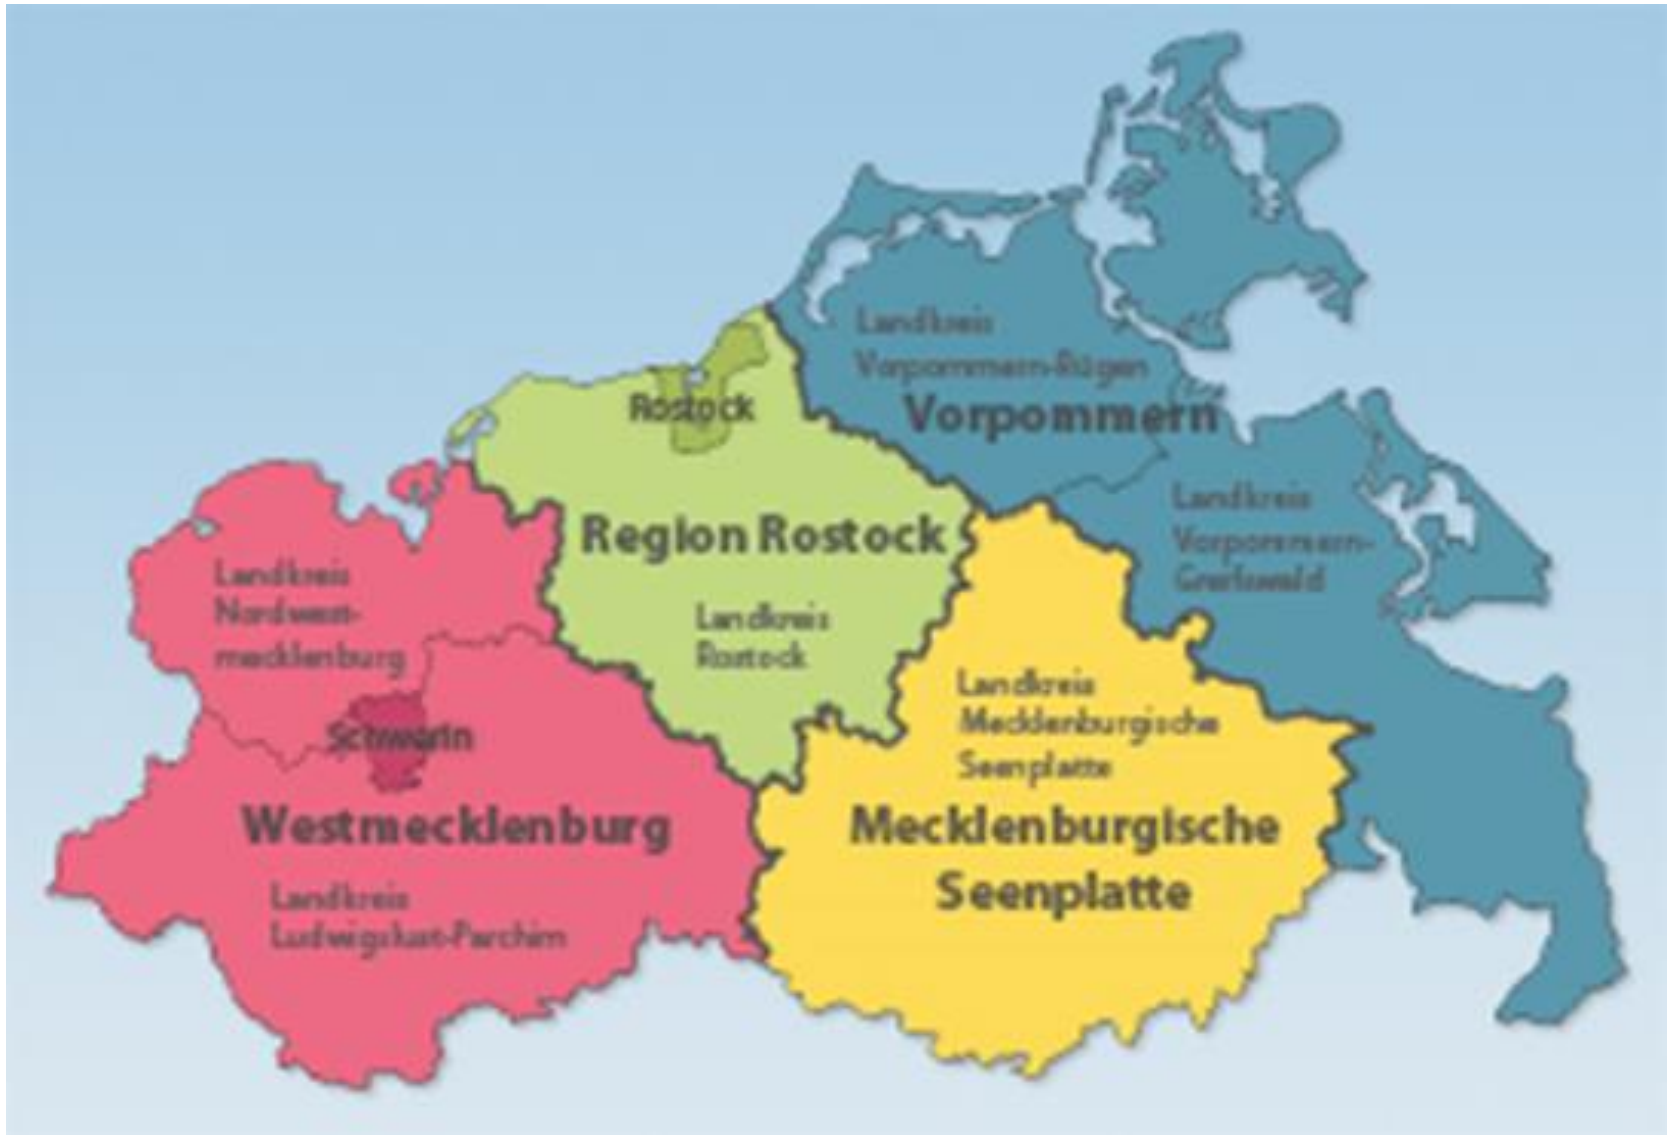 Landkreis
Vorpommern-Rügen
Vorpommern
Rostock
Landkreis
Vorpommern-
Greifswald
Region Rostock
Landkreis
Rostock
Landkreis
Nordwest-
mecklenburg
Schwerin
Westmecklenburg
Landkreis
Ludwigslust-Parchim
Landkreis
Mecklenburgische
Seenplatte
Mecklenburgische
Seenplatte